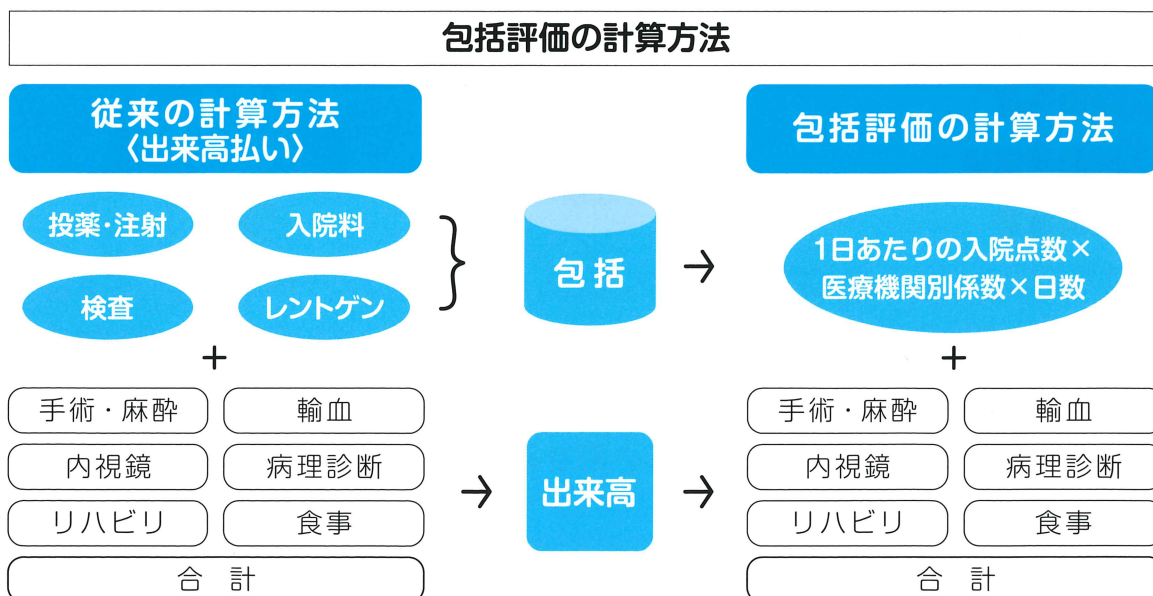 包括評価の計算方法
従来の計算方法
〈出来高払い〉
投薬・注射
入院料
検査
レントゲン
+
手術・麻酔
輸血
内視鏡
病理診断
リハビリ
食事
合 計
}
包括
→
→
出来高
→
包括評価の計算方法
1日あたりの入院点数×
医療機関別係数×日数
+
手術・麻酔
輸血
内視鏡
病理診断
リハビリ
食事
合 計